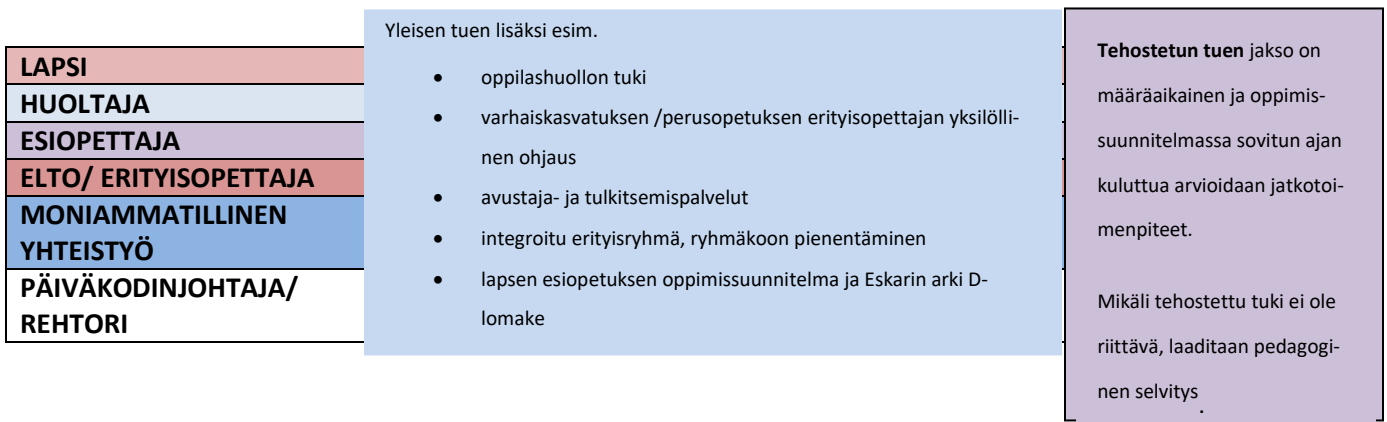 LAPSI
HUOLTAJA
ESIOPETTAJA
ELTO/ ERITYISOPETTAJA
MONIAMMATILLINEN
YHTEISTYÖ
PÄIVÄKODINJOHTAJA/
REHTORI
Yleisen tuen lisäksi esim.
• oppilashuollon tuki
• varhaiskasvatuksen /perusopetuksen erityisopettajan yksilölli-
nen ohjaus
• avustaja- ja tulkitsemispalvelut
• integroitu erityisryhmä, ryhmäkoon pienentäminen
• lapsen esiopetuksen oppimissuunnitelma ja Eskarin arki D-
lomake
Tehostetun tuen jakso on
määräaikainen ja oppimis-
suunnitelmassa sovitun ajan
kuluttua arvioidaan jatkotoi-
menpiteet.
Mikäli tehostettu tuki ei ole
riittävä, laaditaan pedagogi-
nen selvitys